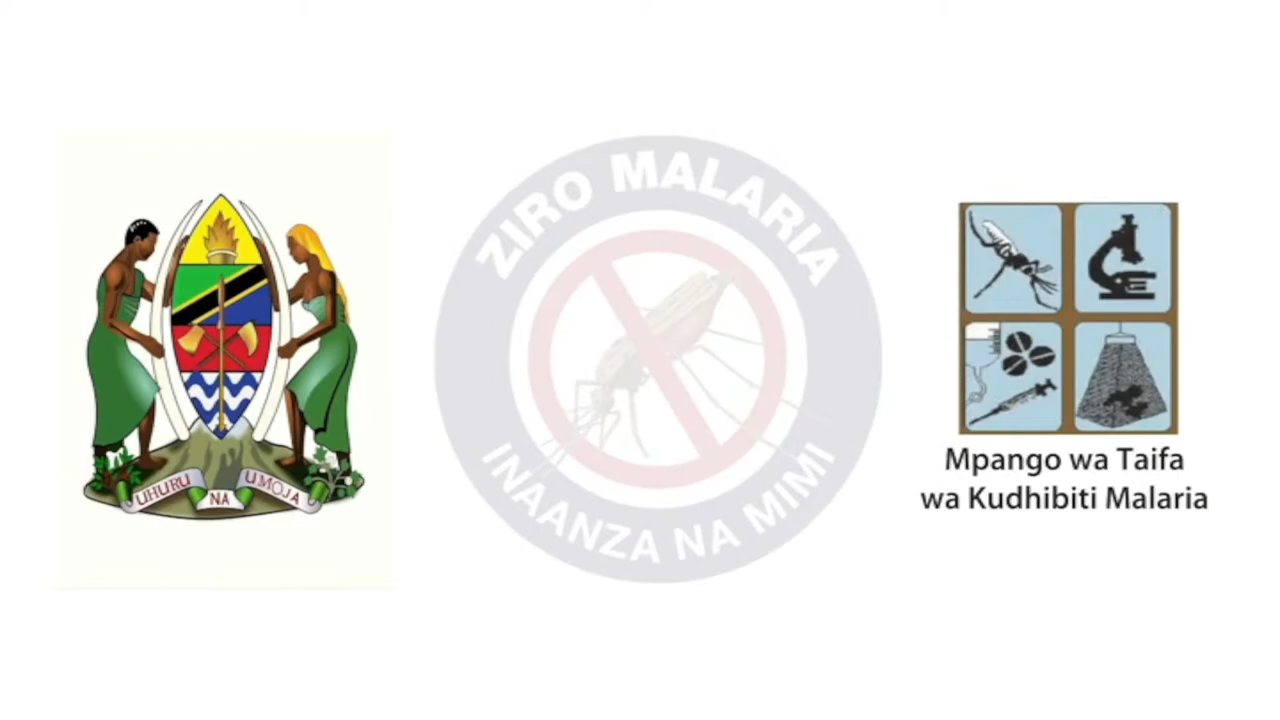 UHURU NA UMOJA
ZIRO MALARIA
INAANZA NA MIMI
Mpango wa Taifa
wa Kudhibiti Malaria